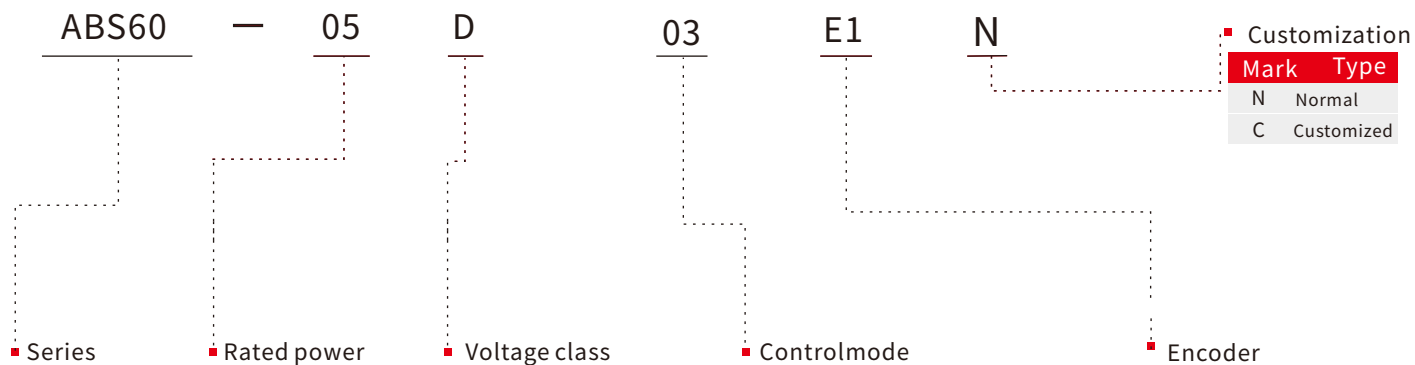 ABS60 — 05 D 03 E1 N
Customization
Mark Type
N Normal
C Customized
Series Rated power Voltage class Controlmode Encoder